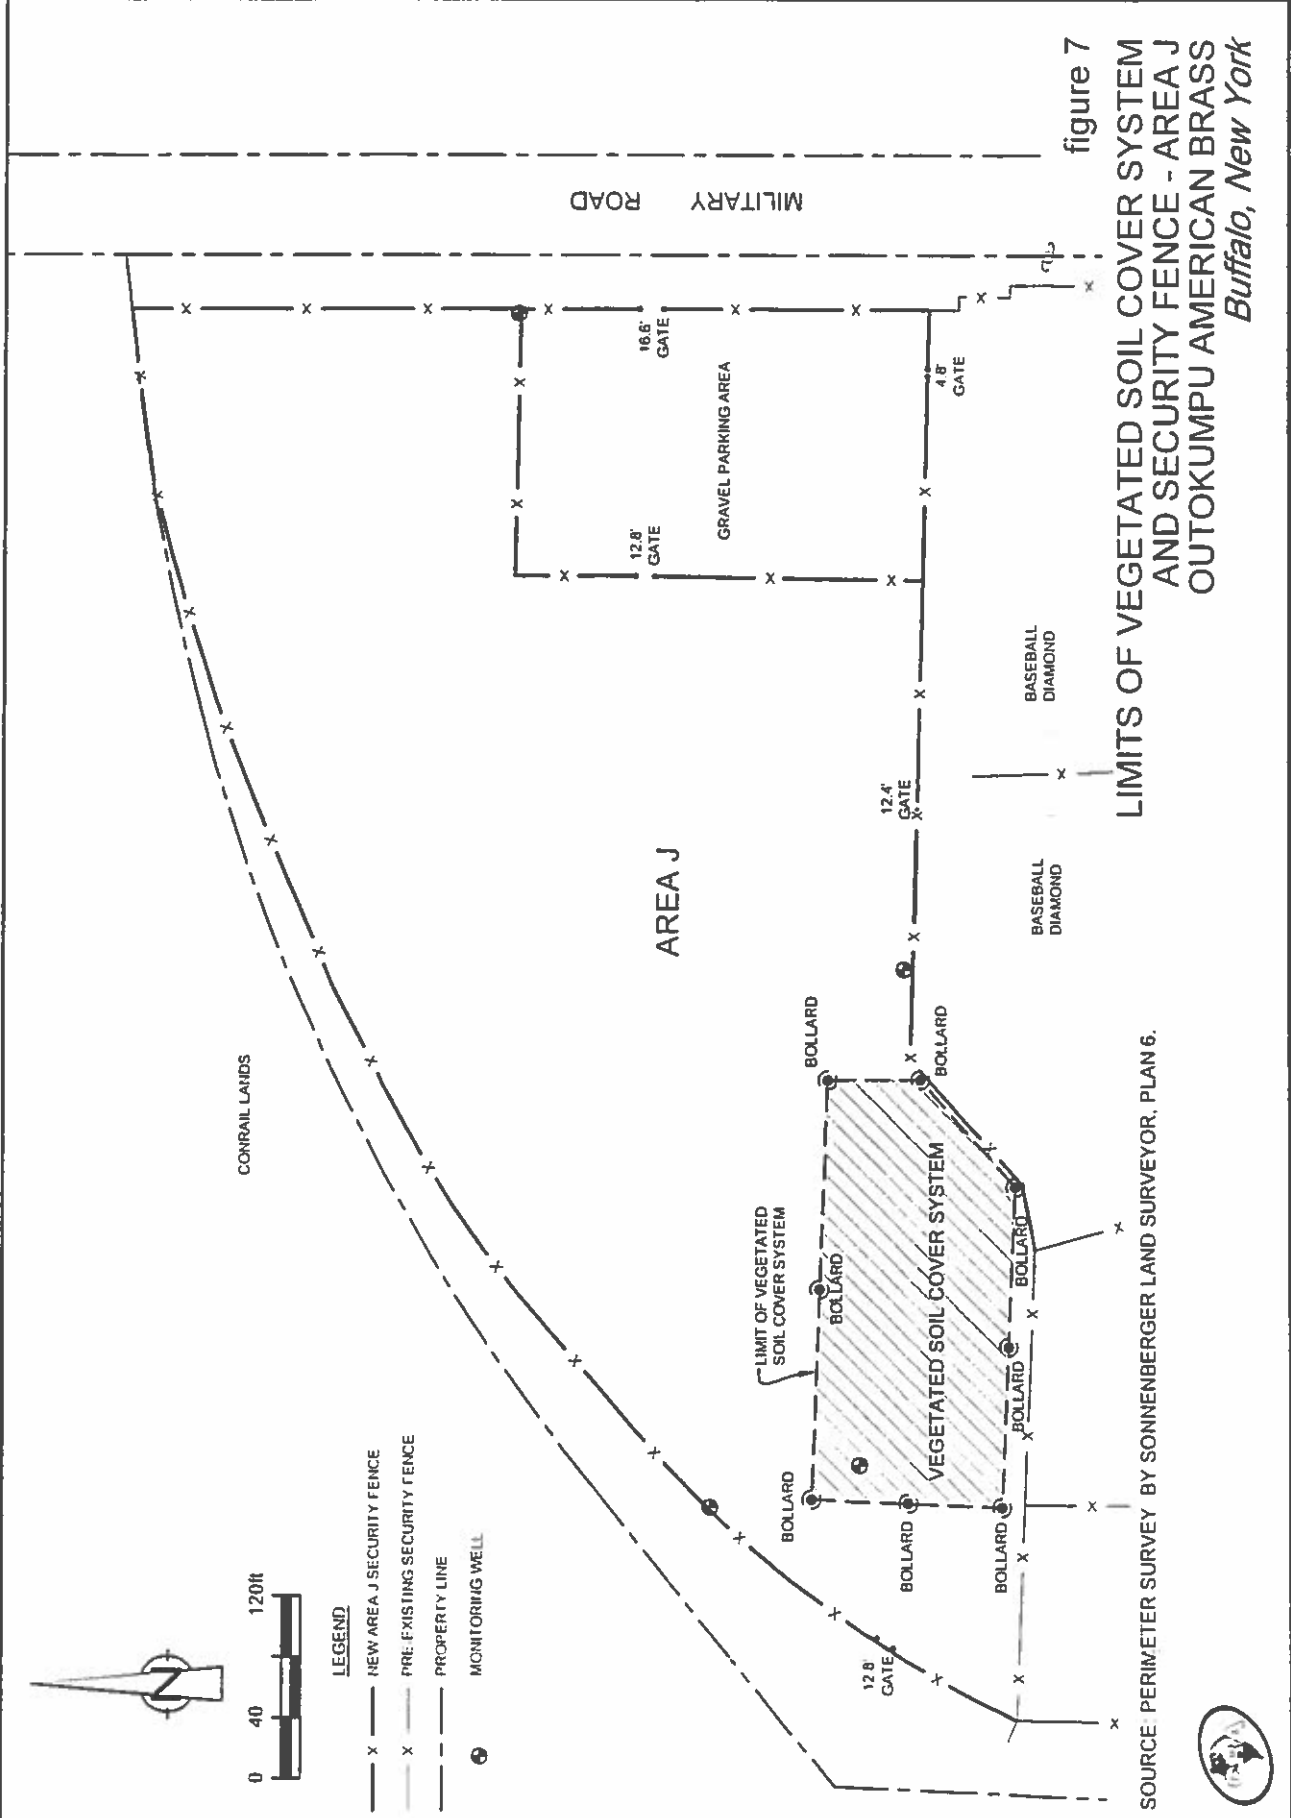 CONRAIL LANDS
MILITARY ROAD
16.6'
GATE
GRAVEL PARKING AREA
12.8'
GATE
4.8'
GATE
AREA J
12.4'
GATE
BASEBALL
DIAMOND
BASEBALL
DIAMOND
BOLLARD
BOLLARD
LIMIT OF VEGETATED
SOIL COVER SYSTEM
BOLLARD
VEGETATED SOIL COVER SYSTEM
BOLLARD
BOLLARD
BOLLARD
BOLLARD
BOLLARD
12.8'
GATE
N
0 40 120ft
LEGEND
X NEW AREA J SECURITY FENCE
X PRE-EXISTING SECURITY FENCE
PROPERTY LINE
MONITORING WELL
SOURCE: PERIMETER SURVEY BY SONNENBERGER LAND SURVEYOR, PLAN 6.
figure 7
LIMITS OF VEGETATED SOIL COVER SYSTEM
AND SECURITY FENCE - AREA J
OUTOKUMPU AMERICAN BRASS
Buffalo, New York